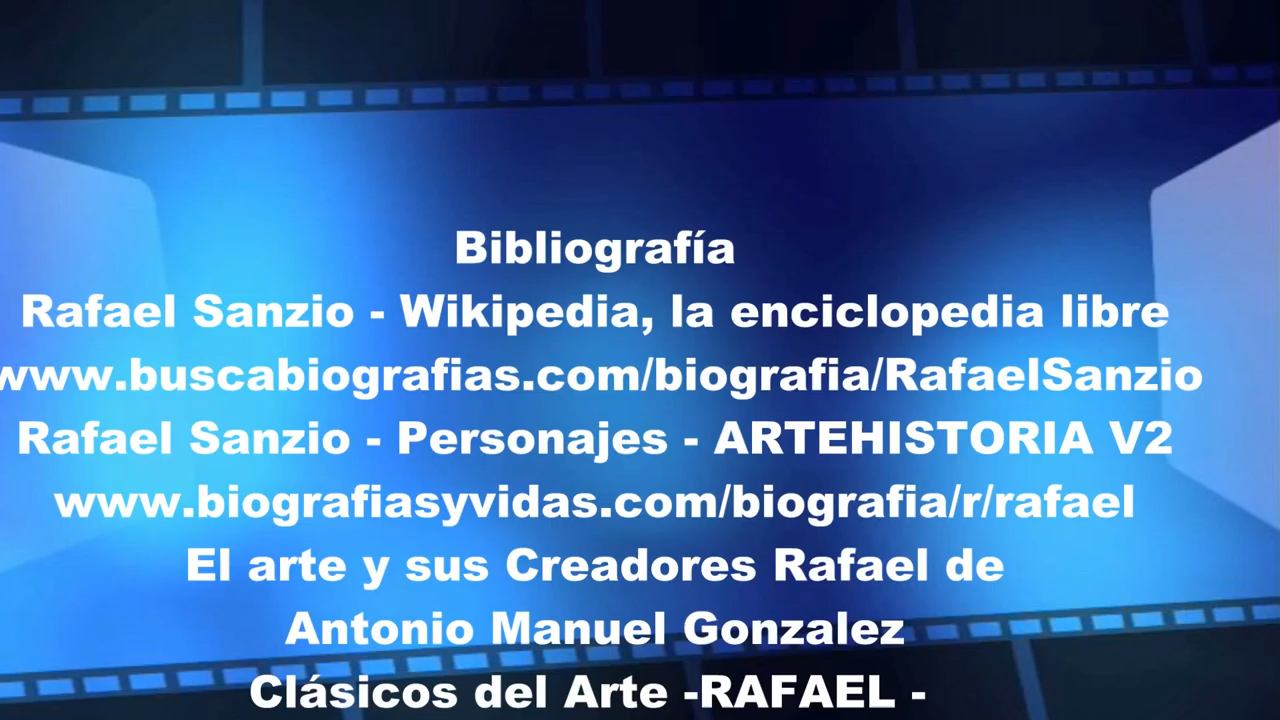 Bibliografía
Rafael Sanzio - Wikipedia, la enciclopedia libre
www.buscabiografias.com/biografia/RafaelSanzio
Rafael Sanzio - Personajes - ARTEHISTORIA V2
www.biografiasyvidas.com/biografia/r/rafael
El arte y sus Creadores Rafael de
Antonio Manuel Gonzalez
Clásicos del Arte -RAFAEL -